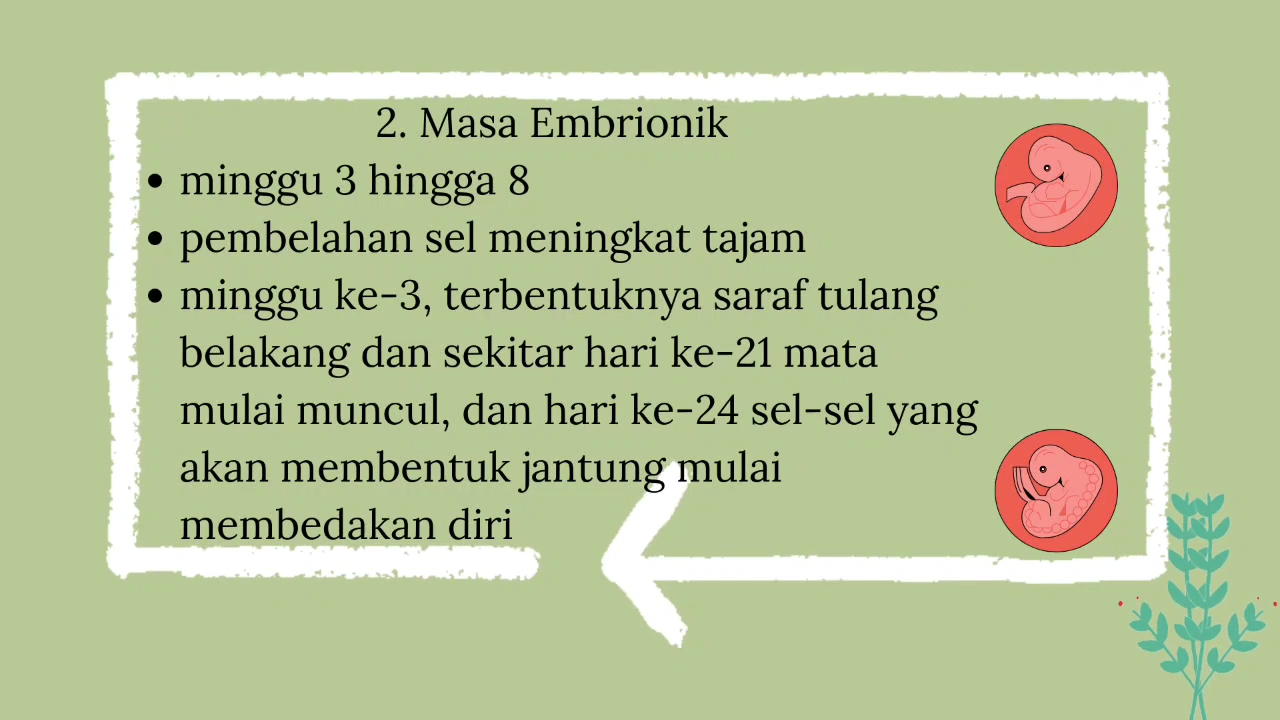 2. Masa Embrionik
• minggu 3 hingga 8
• pembelahan sel meningkat tajam
• minggu ke-3, terbentuknya saraf tulang
belakang dan sekitar hari ke-21 mata
mulai muncul, dan hari ke-24 sel-sel yang
akan membentuk jantung mulai
membedakan diri